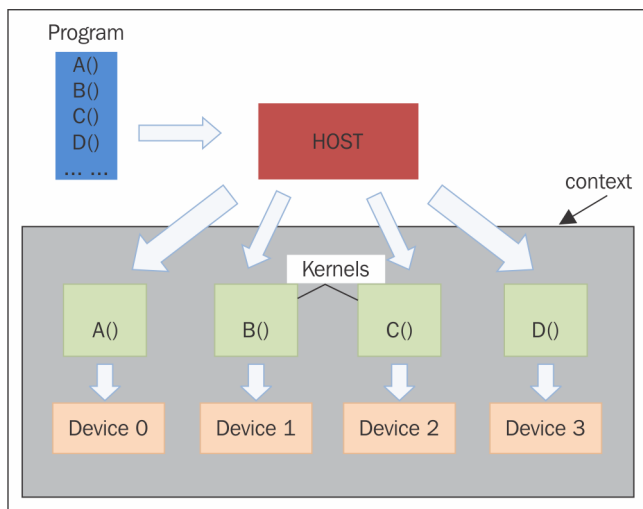 Program
A()
B()
C()
D()
... ...
HOST
context
Kernels
A()
B()
C()
D()
Device 0
Device 1
Device 2
Device 3